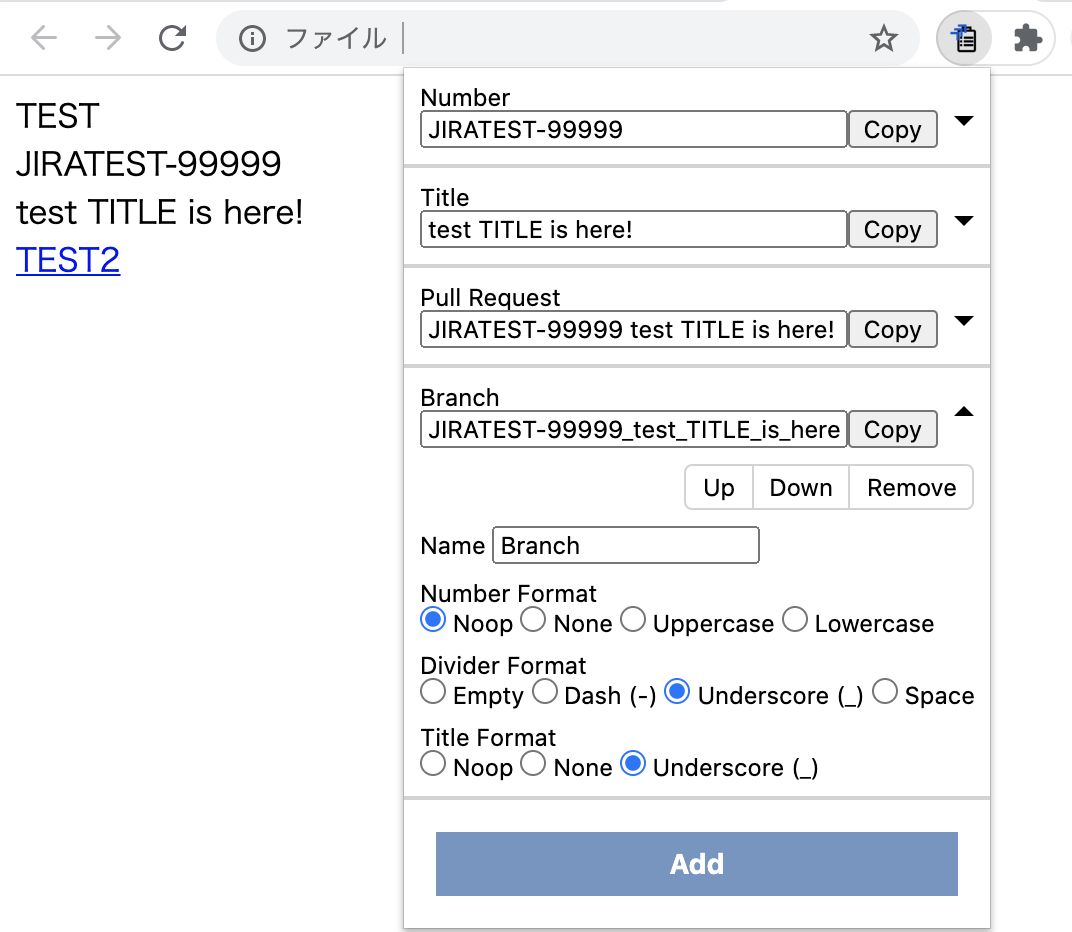 ファイル
TEST
JIRATEST-99999
test TITLE is here!
TEST2
Number
JIRATEST-99999 Copy
Title
test TITLE is here! Copy
Pull Request
JIRATEST-99999 test TITLE is here! Copy
Branch
JIRATEST-99999_test_TITLE_is_here Copy
Up Down Remove
Name Branch
Number Format
Noop None Uppercase Lowercase
Divider Format
Empty Dash (-) Underscore (_) Space
Title Format
Noop None Underscore (_)
Add